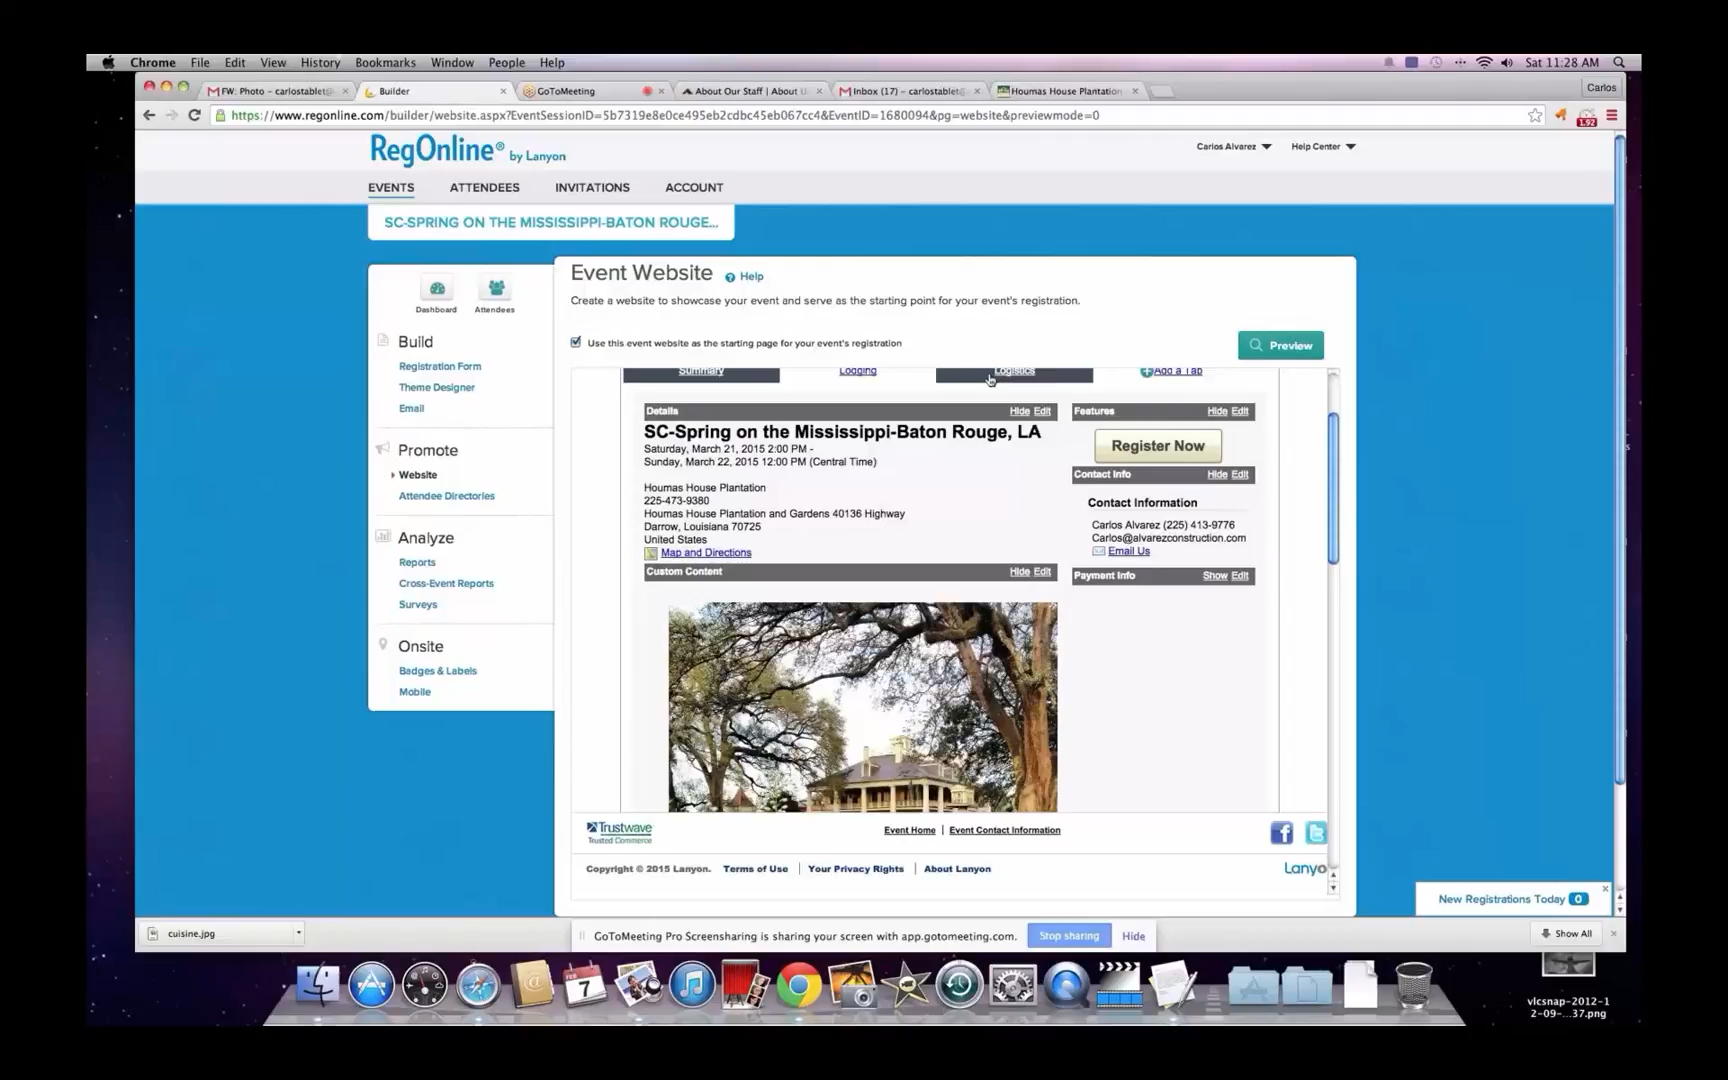 Chrome File Edit View History Bookmarks Window People Help Sat 11:28 AM
FW: Photo - carlostablet@ Builder GoToMeeting About Our Staff | About U Inbox (17) - carlostablet@ Houmas House Plantation Carlos
https://www.regonline.com/builder/website.aspx?EventSessionID=5b7319e8e0ce495eb2cdbc45eb067cc4&EventID=1680094&pg=website&previewmode=0 1.92
RegOnline® by Lanyon
Carlos Alvarez Help Center
EVENTS ATTENDEES INVITATIONS ACCOUNT
SC-SPRING ON THE MISSISSIPPI-BATON ROUGE...
Dashboard Attendees
Build
Registration Form
Theme Designer
Email
Promote
Website
Attendee Directories
Analyze
Reports
Cross-Event Reports
Surveys
Onsite
Badges & Labels
Mobile
Event Website Help
Create a website to showcase your event and serve as the starting point for your event's registration.
Use this event website as the starting page for your event's registration
Preview
Summary Lodging Logistics Add a Tab
Details Hide Edit
SC-Spring on the Mississippi-Baton Rouge, LA
Saturday, March 21, 2015 2:00 PM -
Sunday, March 22, 2015 12:00 PM (Central Time)
Houmas House Plantation
225-473-9380
Houmas House Plantation and Gardens 40136 Highway
Darrow, Louisiana 70725
United States
Map and Directions
Custom Content Hide Edit
Features Hide Edit
Register Now
Contact Info Hide Edit
Contact Information
Carlos Alvarez (225) 413-9776
Carlos@alvarezconstruction.com
Email Us
Payment Info Show Edit
Trustwave
Trusted Commerce
Event Home | Event Contact Information
Copyright © 2015 Lanyon. Terms of Use | Your Privacy Rights | About Lanyon
Lanyo
New Registrations Today 0
cuisine.jpg
GoToMeeting Pro Screensharing is sharing your screen with app.gotomeeting.com. Stop sharing Hide
Show All
FEB
7
vlcsnap-2012-1
2-09-...37.png